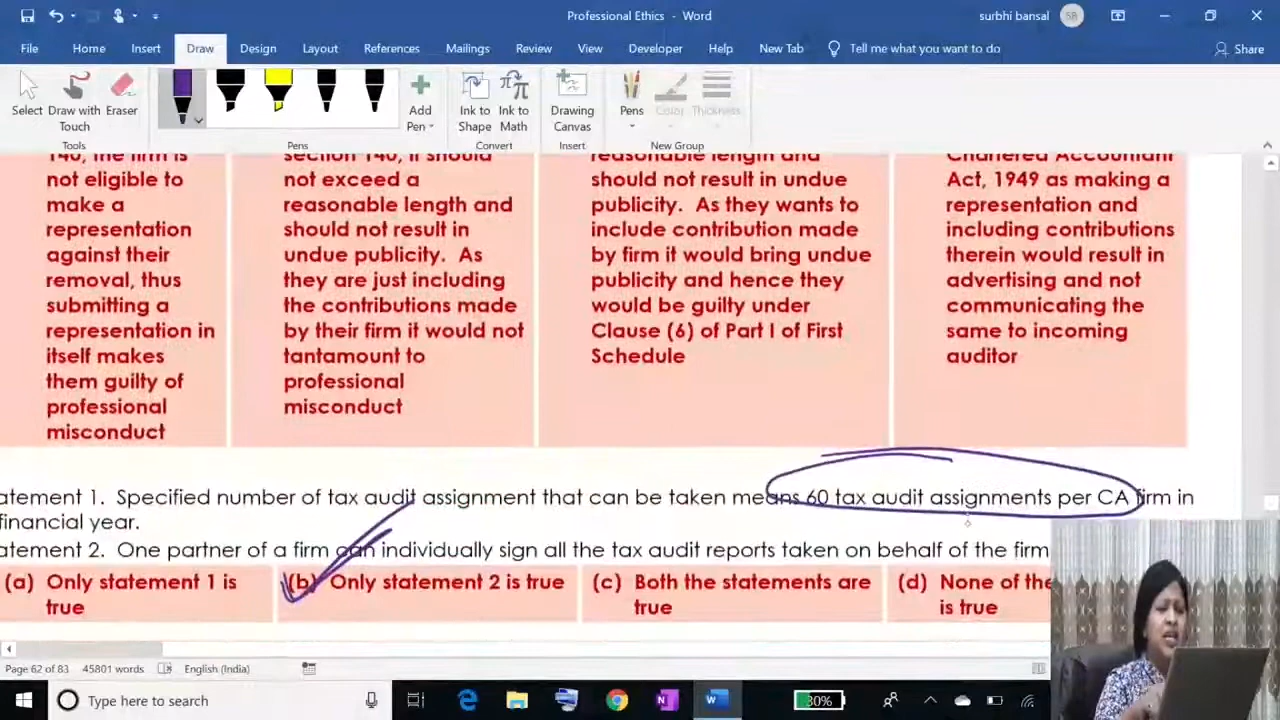 Professional Ethics - Word
surbhi bansal
SB
File Home Insert Draw Design Layout References Mailings Review View Developer Help New Tab Tell me what you want to do Share
Select
Draw with Touch
Eraser
Add Pen
Ink to Shape
Ink to Math
Drawing Canvas
Pens
Color
Thickness
Tools
Pens
Convert
Insert
New Group
140, the firm is
not eligible to
make a
representation
against their
removal, thus
submitting a
representation in
itself makes
them guilty of
professional
misconduct
section 140, it should
not exceed a
reasonable length and
should not result in
undue publicity. As
they are just including
the contributions made
by their firm it would not
tantamount to
professional
misconduct
reasonable length and
should not result in undue
publicity. As they wants to
include contribution made
by firm it would bring undue
publicity and hence they
would be guilty under
Clause (6) of Part I of First
Schedule
Chartered Accountant
Act, 1949 as making a
representation and
including contributions
therein would result in
advertising and not
communicating the
same to incoming
auditor
atement 1. Specified number of tax audit assignment that can be taken means 60 tax audit assignments per CA firm in
financial year.
atement 2. One partner of a firm can individually sign all the tax audit reports taken on behalf of the firm
(a) Only statement 1 is
true
(b) Only statement 2 is true
(c) Both the statements are
true
(d) None of the
is true
Page 62 of 83 45801 words English (India)
Type here to search
30%